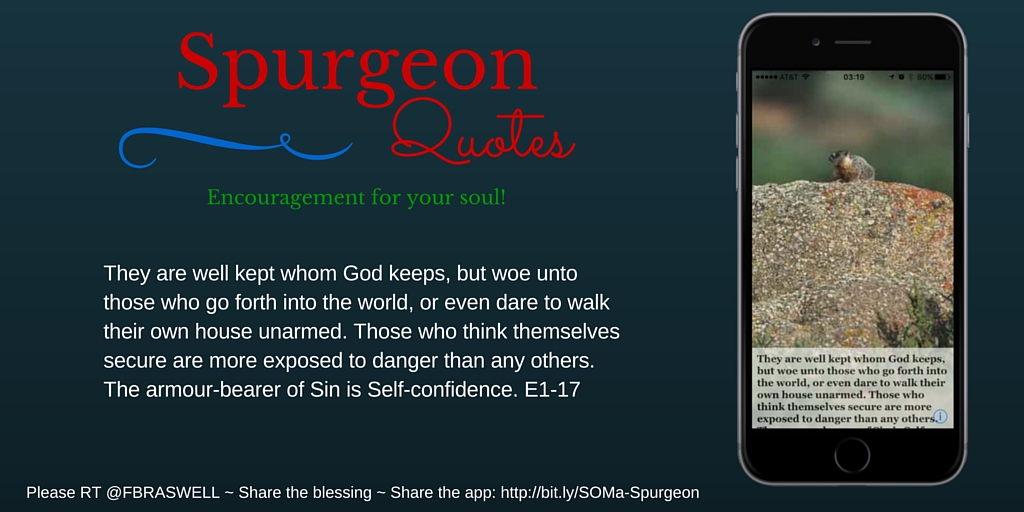 Spurgeon
Quotes
Encouragement for your soul!
They are well kept whom God keeps, but woe unto
those who go forth into the world, or even dare to walk
their own house unarmed. Those who think themselves
secure are more exposed to danger than any others.
The armour-bearer of Sin is Self-confidence. E1-17
Please RT @FBRASWELL ~ Share the blessing ~ Share the app: http://bit.ly/SOMa-Spurgeon
AT&T 03:19 80%
They are well kept whom God keeps,
but woe unto those who go forth into
the world, or even dare to walk their
own house unarmed. Those who
think themselves secure are more
exposed to danger than any others.